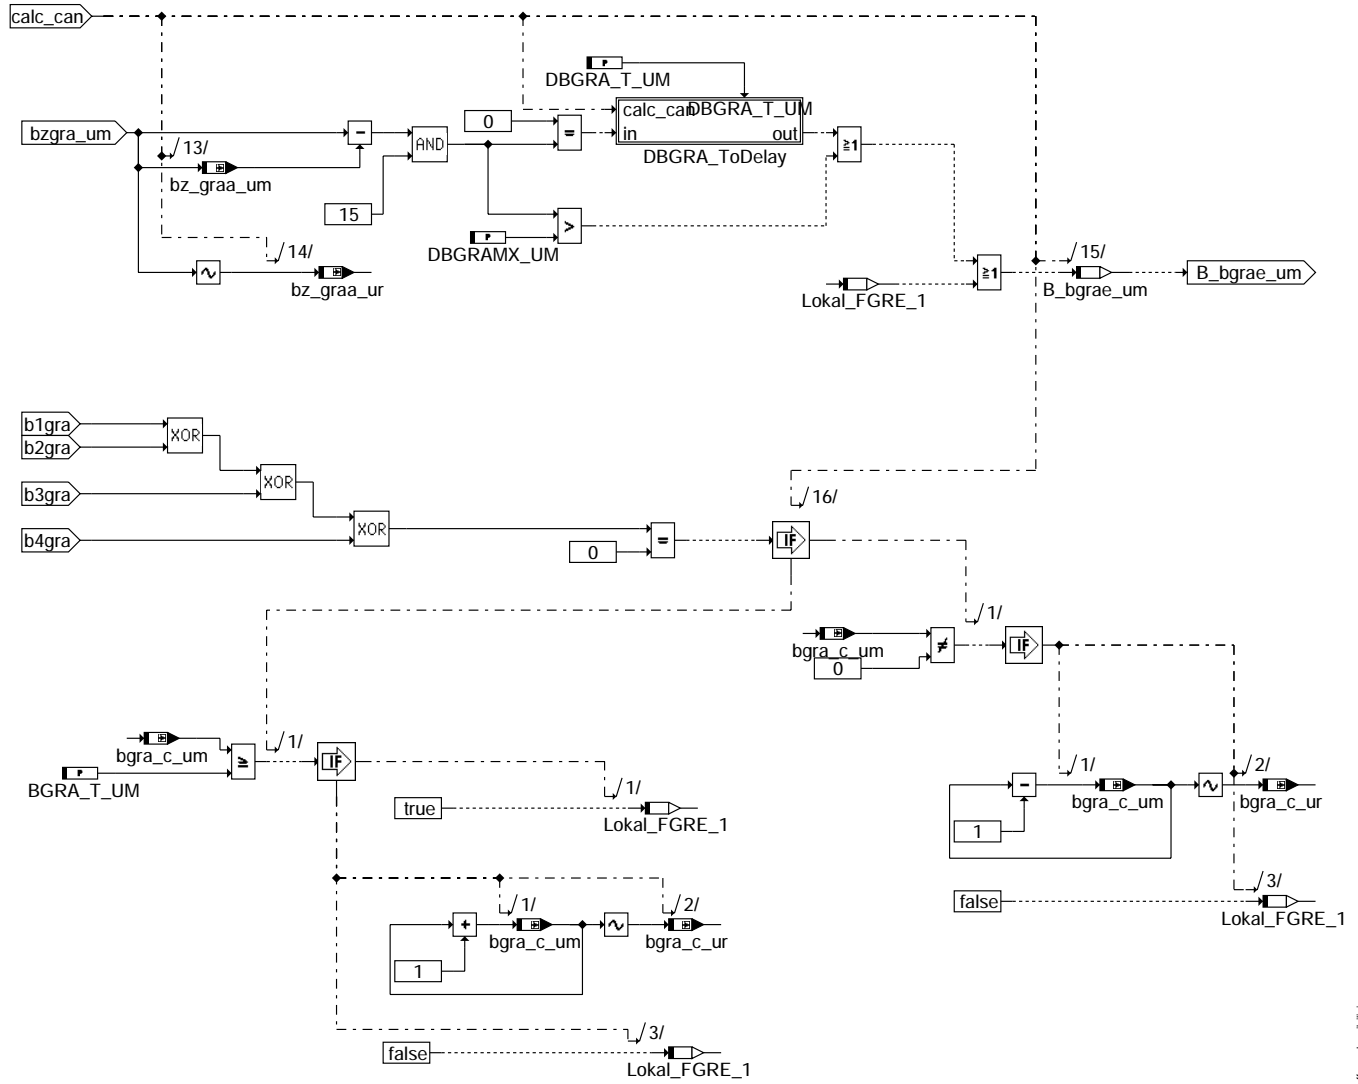 calc_can
DBGRA_T_UM
calc_can
DBGRA_T_UM
in
out
DBGRA_ToDelay
bzgra_um
/13/
bz_graa_um
-
AND
0
=
≥1
15
DBGRAMX_UM
>
/14/
bz_graa_ur
Lokal_FGRE_1
≥1
/15/
B_bgrae_um
B_bgrae_um
b1gra
b2gra
XOR
b3gra
XOR
b4gra
XOR
0
=
/16/
IF
/1/
bgra_c_um
0
≠
IF
bgra_c_um
BGRA_T_UM
≥
/1/
IF
/1/
true
Lokal_FGRE_1
-
1
/1/
bgra_c_um
/2/
bgra_c_ur
false
/3/
Lokal_FGRE_1
+
1
/1/
bgra_c_um
/2/
bgra_c_ur
false
/3/
Lokal_FGRE_1